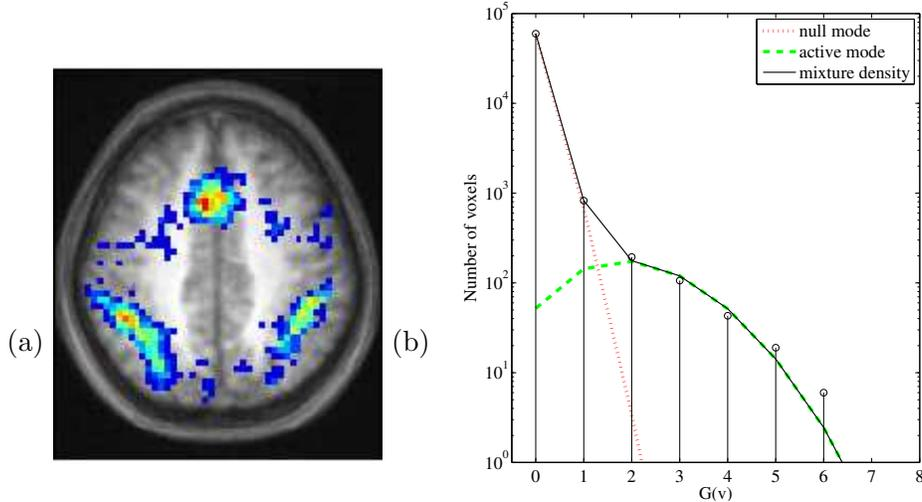 (a)
(b)
Number of voxels
10^5
10^4
10^3
10^2
10^1
10^0
null mode
active mode
mixture density
0 1 2 3 4 5 6 7 8
G(v)